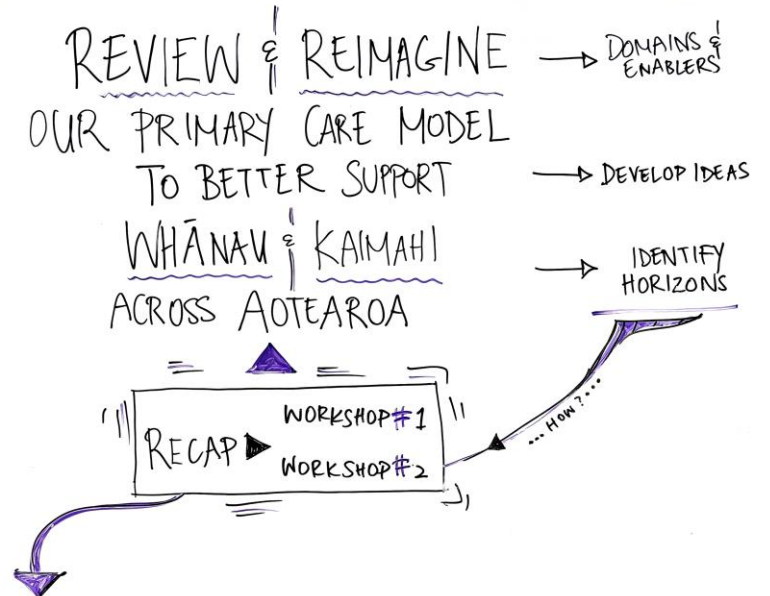 REVIEW & REIMAGINE
OUR PRIMARY CARE MODEL
TO BETTER SUPPORT
WHĀNAU & KAIMAHI
ACROSS AOTEAROA
→ DOMAINS &
ENABLERS
→ DEVELOP IDEAS
→ IDENTIFY
HORIZONS
...HOW?...
RECAP ▶
WORKSHOP #1
WORKSHOP #2